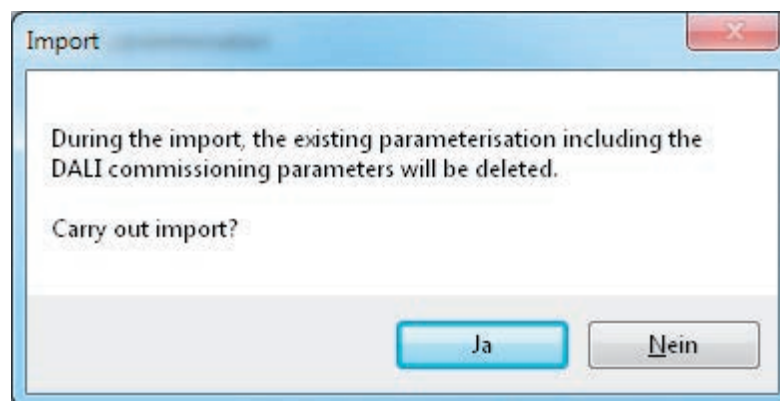 Import
During the import, the existing parameterisation including the
DALI commissioning parameters will be deleted.
Carry out import?
Ja
Nein